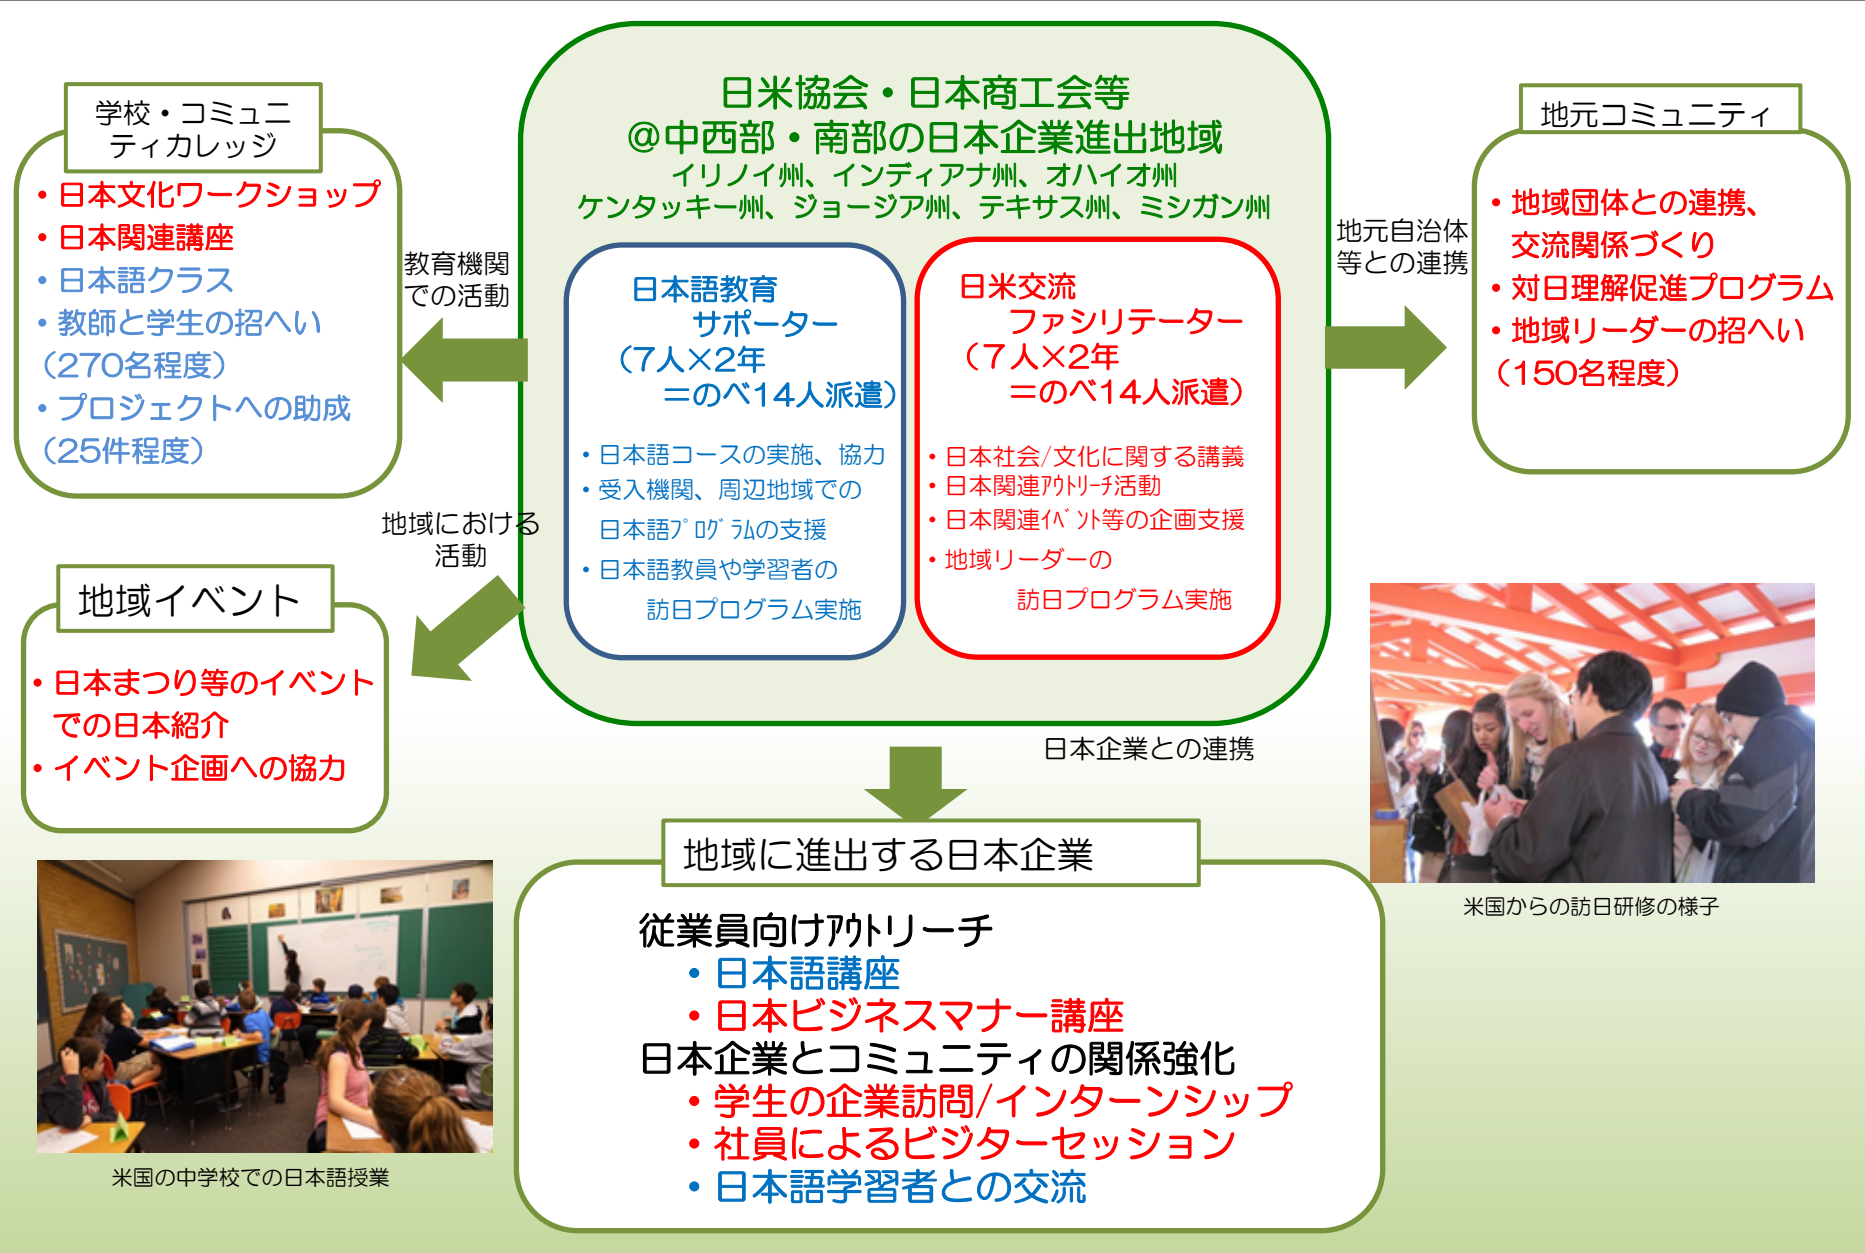 日米協会・日本商工会等
@中西部・南部の日本企業進出地域
イリノイ州、インディアナ州、オハイオ州
ケンタッキー州、ジョージア州、テキサス州、ミシガン州
日本語教育
サポーター
（7人×2年
＝のべ14人派遣）
・日本語コースの実施、協力
・受入機関、周辺地域での
日本語ﾌﾟﾛｸﾞﾗﾑの支援
・日本語教員や学習者の
訪日プログラム実施
日米交流
ファシリテーター
（7人×2年
＝のべ14人派遣）
・日本社会/文化に関する講義
・日本関連ｱｳﾄﾘｰﾁ活動
・日本関連ｲﾍﾞﾝﾄ等の企画支援
・地域リーダーの
訪日プログラム実施
教育機関
での活動
学校・コミュニ
ティカレッジ
・日本文化ワークショップ
・日本関連講座
・日本語クラス
・教師と学生の招へい
（270名程度）
・プロジェクトへの助成
（25件程度）
地元自治体
等との連携
地元コミュニティ
・地域団体との連携、
交流関係づくり
・対日理解促進プログラム
・地域リーダーの招へい
（150名程度）
地域における
活動
地域イベント
・日本まつり等のイベント
での日本紹介
・イベント企画への協力
日本企業との連携
地域に進出する日本企業
従業員向けｱｳﾄリーチ
・日本語講座
・日本ビジネスマナー講座
日本企業とコミュニティの関係強化
・学生の企業訪問/インターンシップ
・社員によるビジターセッション
・日本語学習者との交流
米国の中学校での日本語授業
米国からの訪日研修の様子